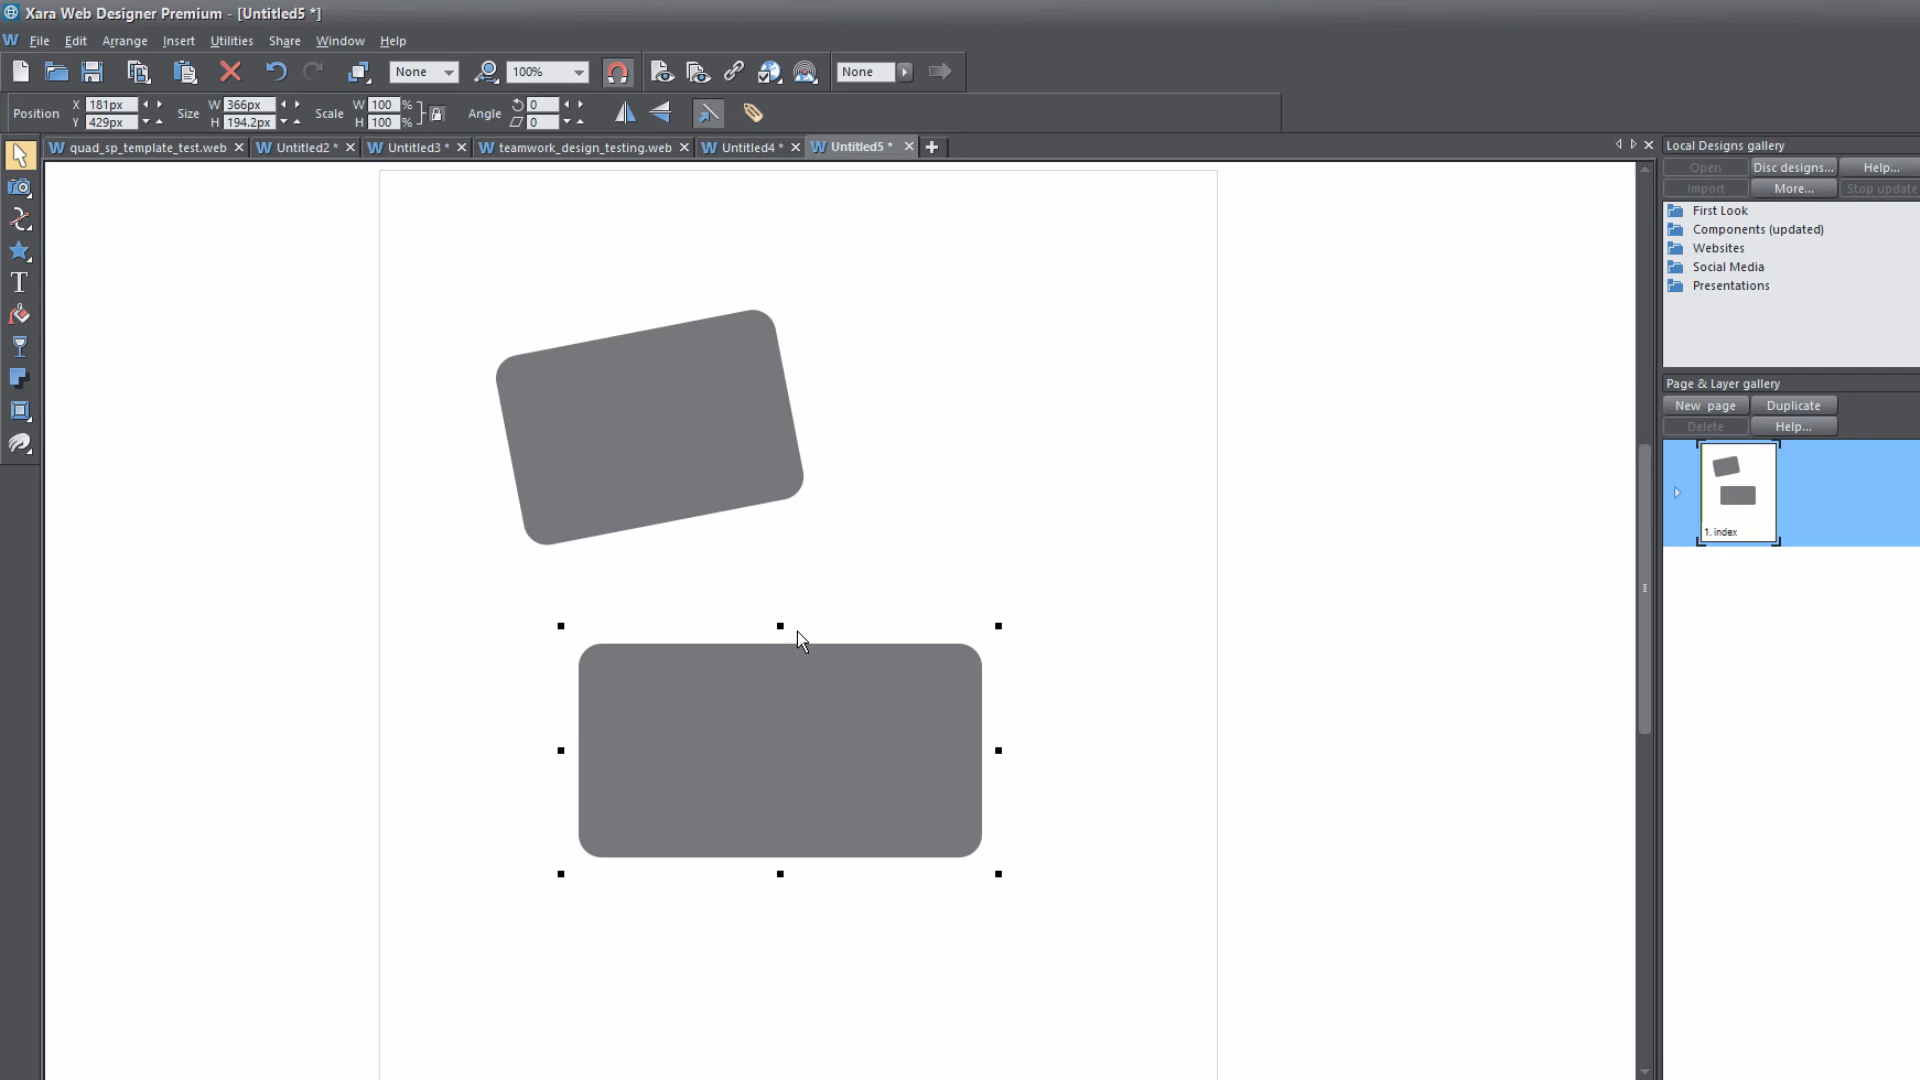 Xara Web Designer Premium - [Untitled5 *]
W File Edit Arrange Insert Utilities Share Window Help
None 100% None
Position X 181px Size W 366px Scale W 100 % Angle 0
Y 429px H 194.2px H 100 % 0
W quad_sp_template_test.web W Untitled2 * W Untitled3 * W teamwork_design_testing.web W Untitled4 * W Untitled5 *
Local Designs gallery
Open Disc designs... Help...
Import More... Stop update
First Look
Components (updated)
Websites
Social Media
Presentations
T
Page & Layer gallery
New page Duplicate
Delete Help...
1. index